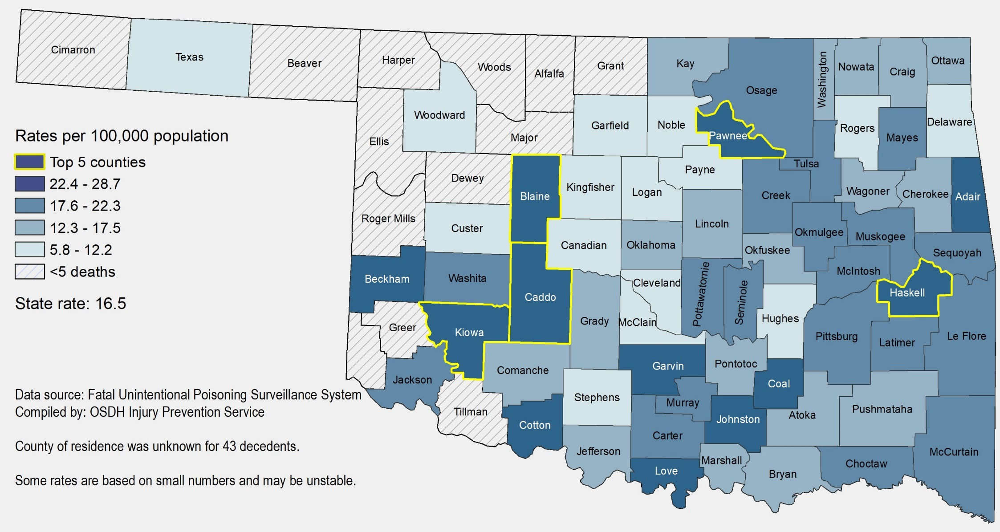 Cimarron
Texas
Beaver
Harper
Woods
Alfalfa
Grant
Kay
Osage
Washington
Nowata
Craig
Ottawa
Woodward
Ellis
Major
Garfield
Noble
Pawnee
Rogers
Mayes
Delaware
Rates per 100,000 population
Top 5 counties
22.4 - 28.7
17.6 - 22.3
12.3 - 17.5
5.8 - 12.2
<5 deaths
State rate: 16.5
Dewey
Blaine
Kingfisher
Logan
Payne
Tulsa
Creek
Wagoner
Cherokee
Adair
Roger Mills
Custer
Canadian
Oklahoma
Lincoln
Okfuskee
Okmulgee
Muskogee
Sequoyah
Beckham
Washita
Caddo
Grady
Cleveland
McClain
Pottawatomie
Seminole
Hughes
McIntosh
Haskell
Greer
Kiowa
Comanche
Garvin
Pontotoc
Coal
Pittsburg
Latimer
Le Flore
Jackson
Tillman
Cotton
Stephens
Murray
Johnston
Atoka
Pushmataha
Jefferson
Carter
Love
Marshall
Bryan
Choctaw
McCurtain
Data source: Fatal Unintentional Poisoning Surveillance System
Compiled by: OSDH Injury Prevention Service
County of residence was unknown for 43 decedents.
Some rates are based on small numbers and may be unstable.